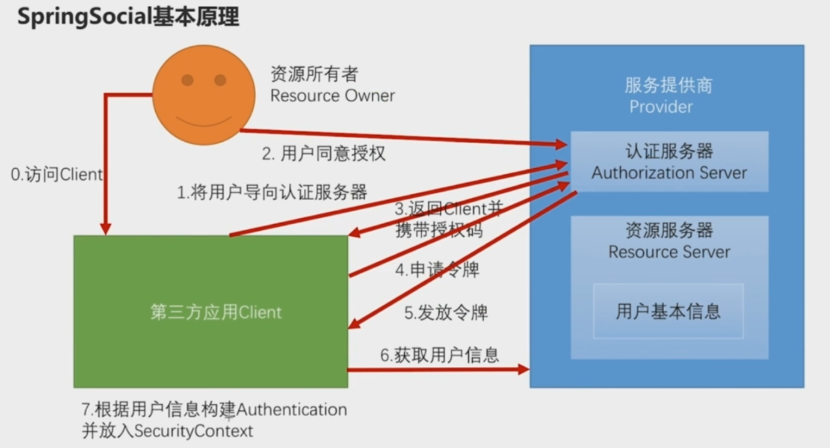 SpringSocial基本原理
资源所有者
Resource Owner
服务提供商
Provider
认证服务器
Authorization Server
0.访问Client
2. 用户同意授权
1.将用户导向认证服务器
3.返回Client并
携带授权码
资源服务器
Resource Server
4.申请令牌
第三方应用Client
5.发放令牌
用户基本信息
6.获取用户信息
7.根据用户信息构建Authentication
并放入SecurityContext